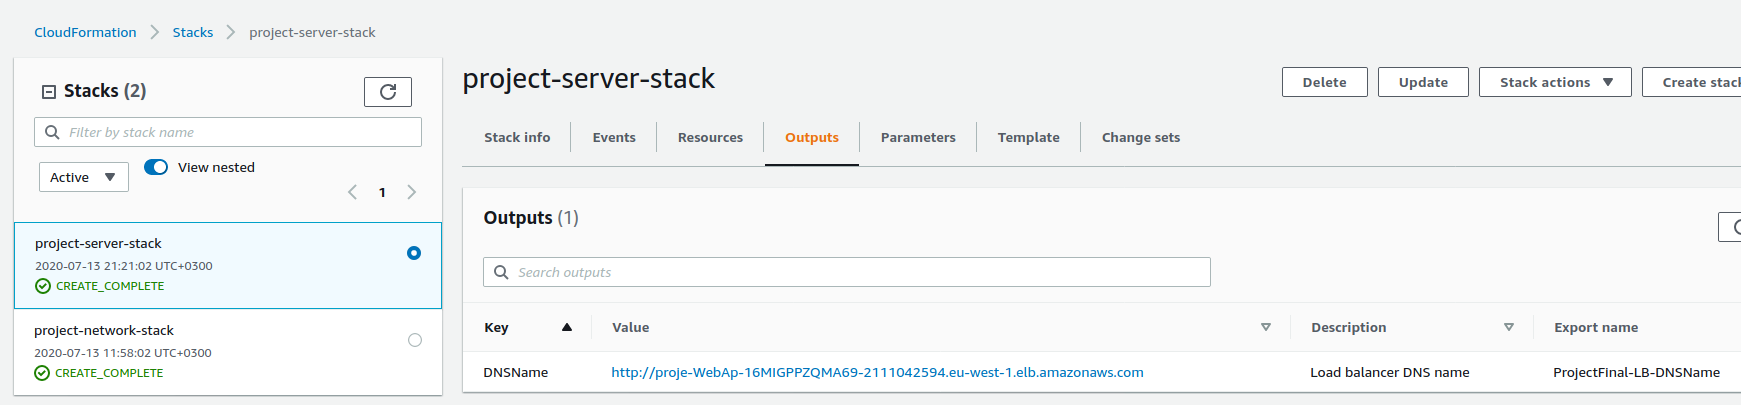 CloudFormation > Stacks > project-server-stack
Stacks (2)
Filter by stack name
Active
View nested
1
project-server-stack
2020-07-13 21:21:02 UTC+0300
CREATE_COMPLETE
project-network-stack
2020-07-13 11:58:02 UTC+0300
CREATE_COMPLETE
project-server-stack
Delete Update Stack actions Create stack
Stack info Events Resources Outputs Parameters Template Change sets
Outputs (1)
Search outputs
Key Value Description Export name
DNSName http://proje-WebAp-16MIGPPZQMA69-2111042594.eu-west-1.elb.amazonaws.com Load balancer DNS name ProjectFinal-LB-DNSName